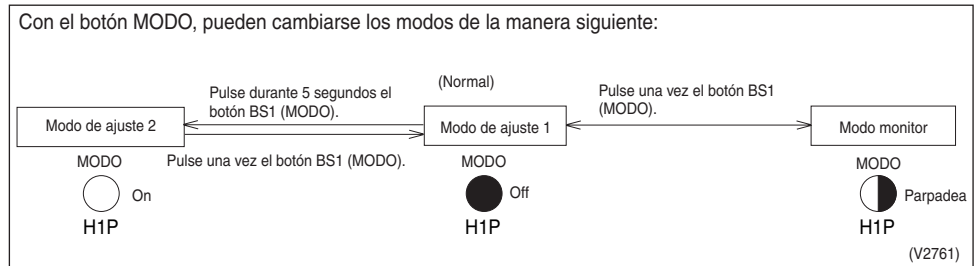 Con el botón MODO, pueden cambiarse los modos de la manera siguiente:
(Normal)
Pulse durante 5 segundos el
botón BS1 (MODO).
Pulse una vez el botón BS1
(MODO).
Modo de ajuste 2
Modo de ajuste 1
Modo monitor
Pulse una vez el botón BS1 (MODO).
MODO
On
H1P
MODO
Off
H1P
MODO
Parpadea
H1P
(V2761)